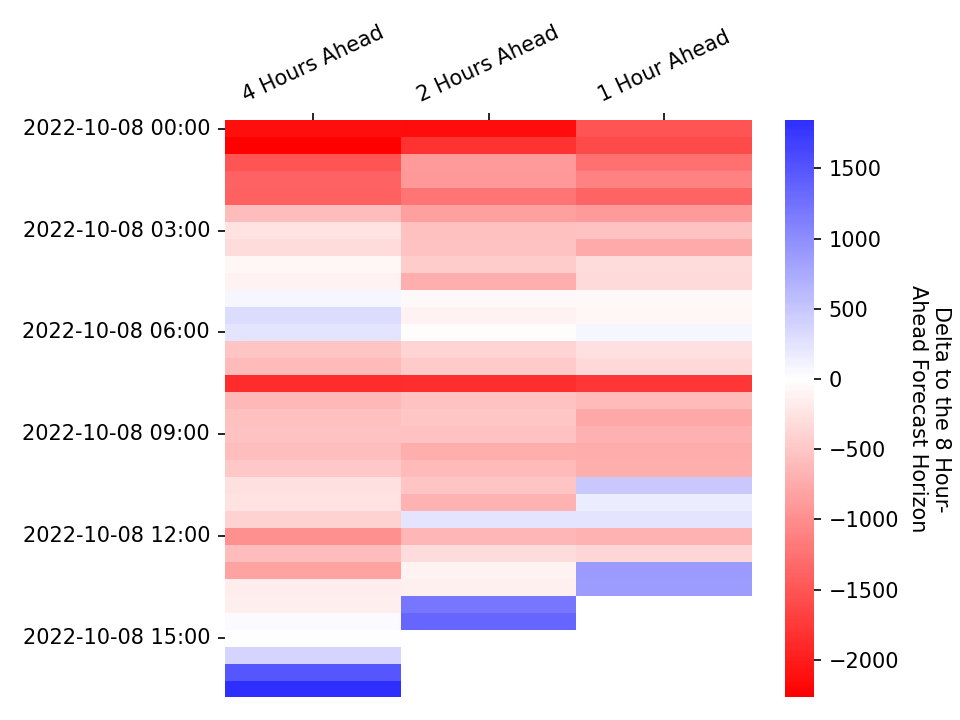 4 Hours Ahead
2 Hours Ahead
1 Hour Ahead
2022-10-08 00:00
2022-10-08 03:00
2022-10-08 06:00
2022-10-08 09:00
2022-10-08 12:00
2022-10-08 15:00
1500
1000
500
0
−500
−1000
−1500
−2000
Delta to the 8 Hour-
Ahead Forecast Horizon